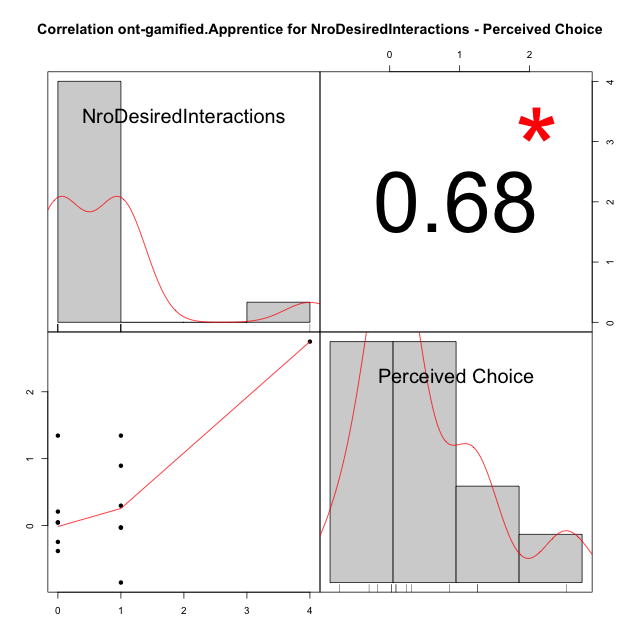 Correlation ont-gamified.Apprentice for NroDesiredInteractions - Perceived Choice
0 1 2
NroDesiredInteractions
0.68
*
4
3
2
1
0
2
1
0
Perceived Choice
0 1 2 3 4